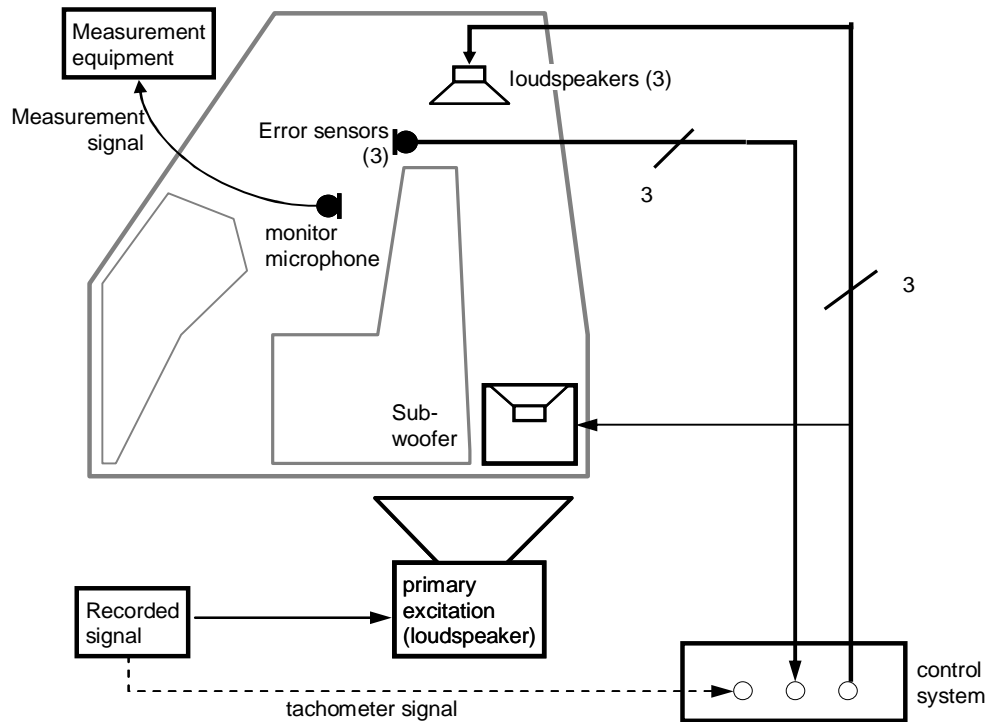 Measurement
equipment
loudspeakers (3)
Measurement
signal
Error sensors
(3)
3
monitor
microphone
3
Sub-
woofer
primary
excitation
(loudspeaker)
Recorded
signal
control
system
tachometer signal